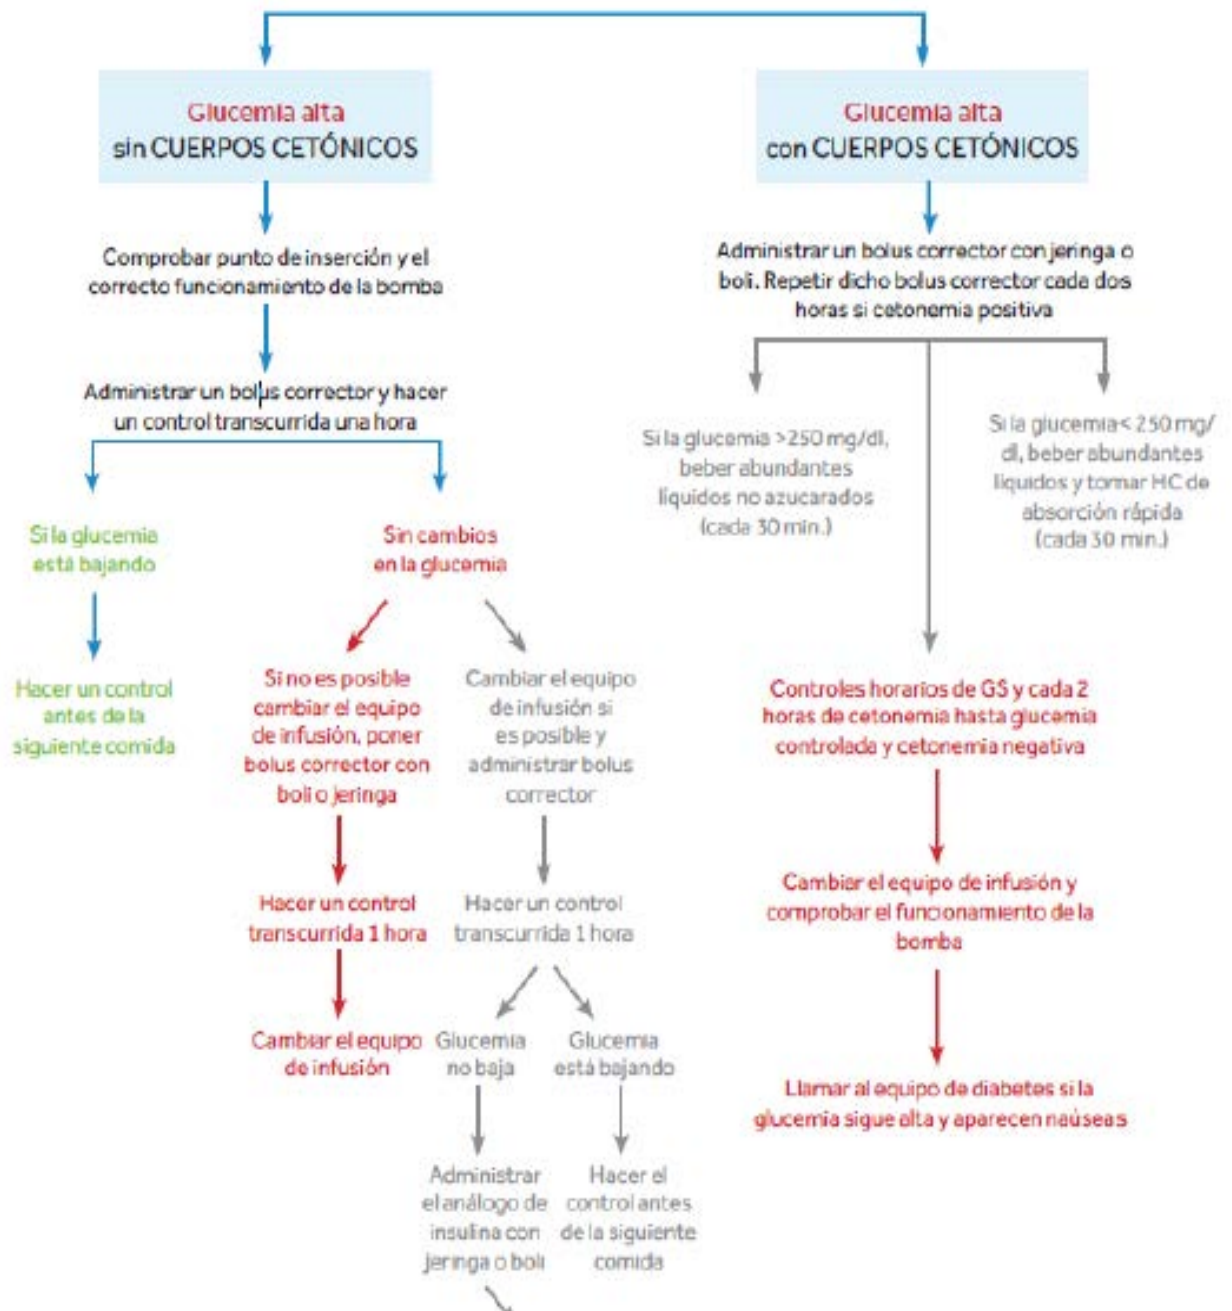 Glucemia alta
sin CUERPOS CETÓNICOS
Comprobar punto de inserción y el
correcto funcionamiento de la bomba
Administrar un bolus corrector y hacer
un control transcurrida una hora
Si la glucemia
está bajando
Hacer un control
antes de la
siguiente comida
Sin cambios
en la glucemia
Si no es posible
cambiar el equipo
de infusión, poner
bolus corrector con
boli o jeringa
Hacer un control
transcurrida 1 hora
Cambiar el equipo
de infusión
Cambiar el equipo
de infusión si
es posible y
administrar bolus
corrector
Hacer un control
transcurrida 1 hora
Glucemia
no baja
Administrar
el análogo de
insulina con
jeringa o boli
Glucemia
está bajando
Hacer el
control antes
de la siguiente
comida
Glucemia alta
con CUERPOS CETÓNICOS
Administrar un bolus corrector con jeringa o
boli. Repetir dicho bolus corrector cada dos
horas si cetonemia positiva
Si la glucemia >250 mg/dl,
beber abundantes
líquidos no azucarados
(cada 30 min.)
Si la glucemia< 250 mg/
dl, beber abundantes
líquidos y tomar HC de
absorción rápida
(cada 30 min.)
Controles horarios de GS y cada 2
horas de cetonemia hasta glucemia
controlada y cetonemia negativa
Cambiar el equipo de infusión y
comprobar el funcionamiento de la
bomba
Llamar al equipo de diabetes si la
glucemia sigue alta y aparecen naúseas